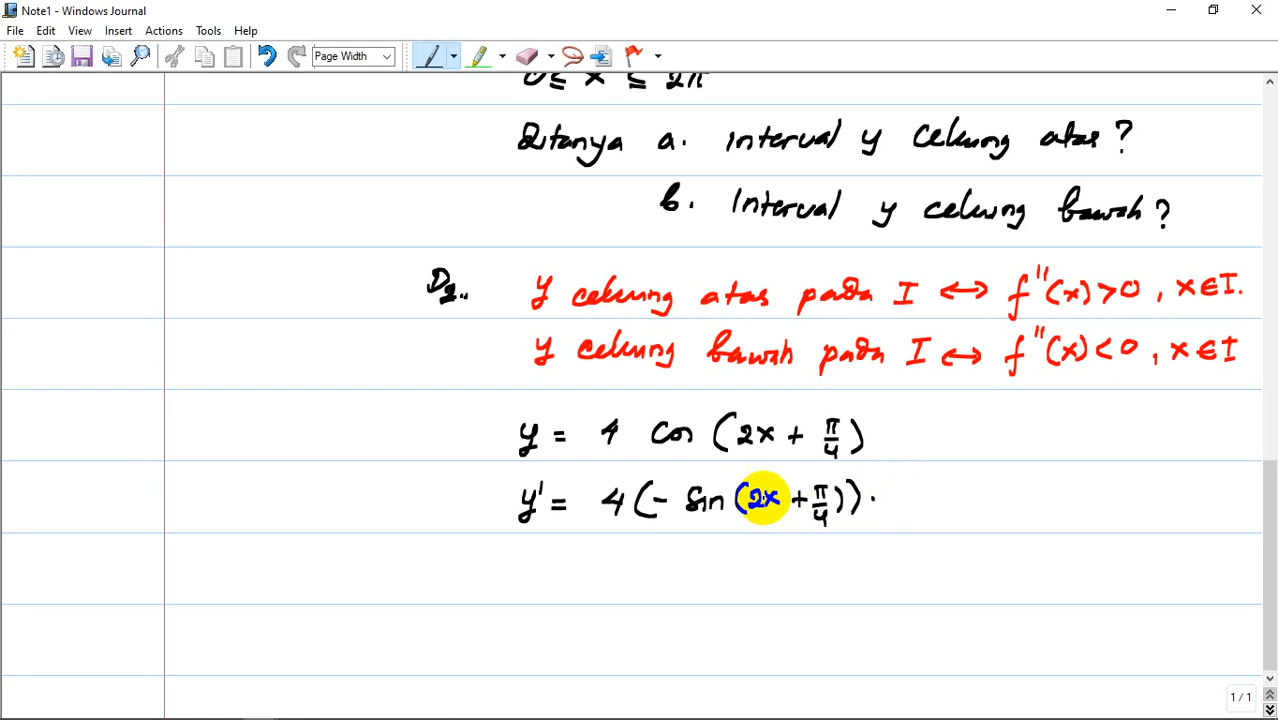 Note1 - Windows Journal
File Edit View Insert Actions Tools Help
Page Width
0 ≤ x ≤ 2π
Ditanya a. Interval y cekung atas?
b. Interval y cekung bawah?
y cekung atas pada I ↔ f''(x) > 0, x ∈ I.
y cekung bawah pada I ↔ f''(x) < 0, x ∈ I
y = 4 cos (2x + π/4)
y' = 4(- sin (2x + π/4)) ·
1 / 1